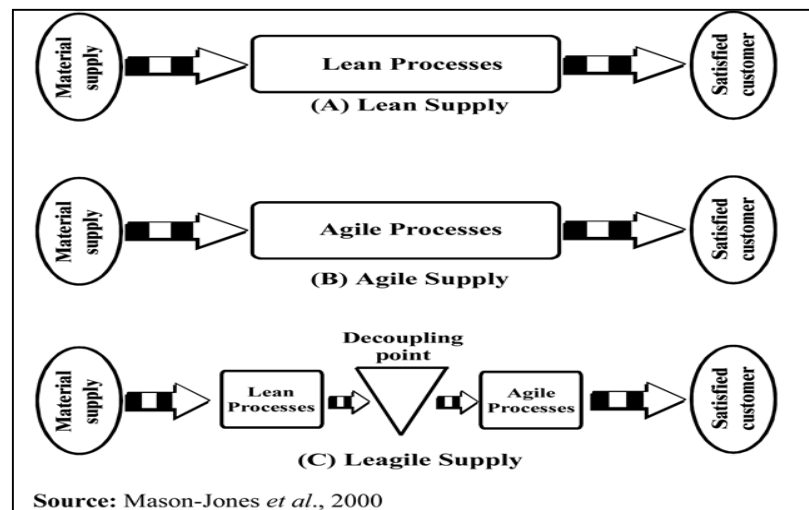 Material
supply
Lean Processes
Satisfied
customer
(A) Lean Supply
Material
supply
Agile Processes
Satisfied
customer
(B) Agile Supply
Decoupling
point
Material
supply
Lean
Processes
Agile
Processes
Satisfied
customer
(C) Leagile Supply
Source: Mason-Jones et al., 2000